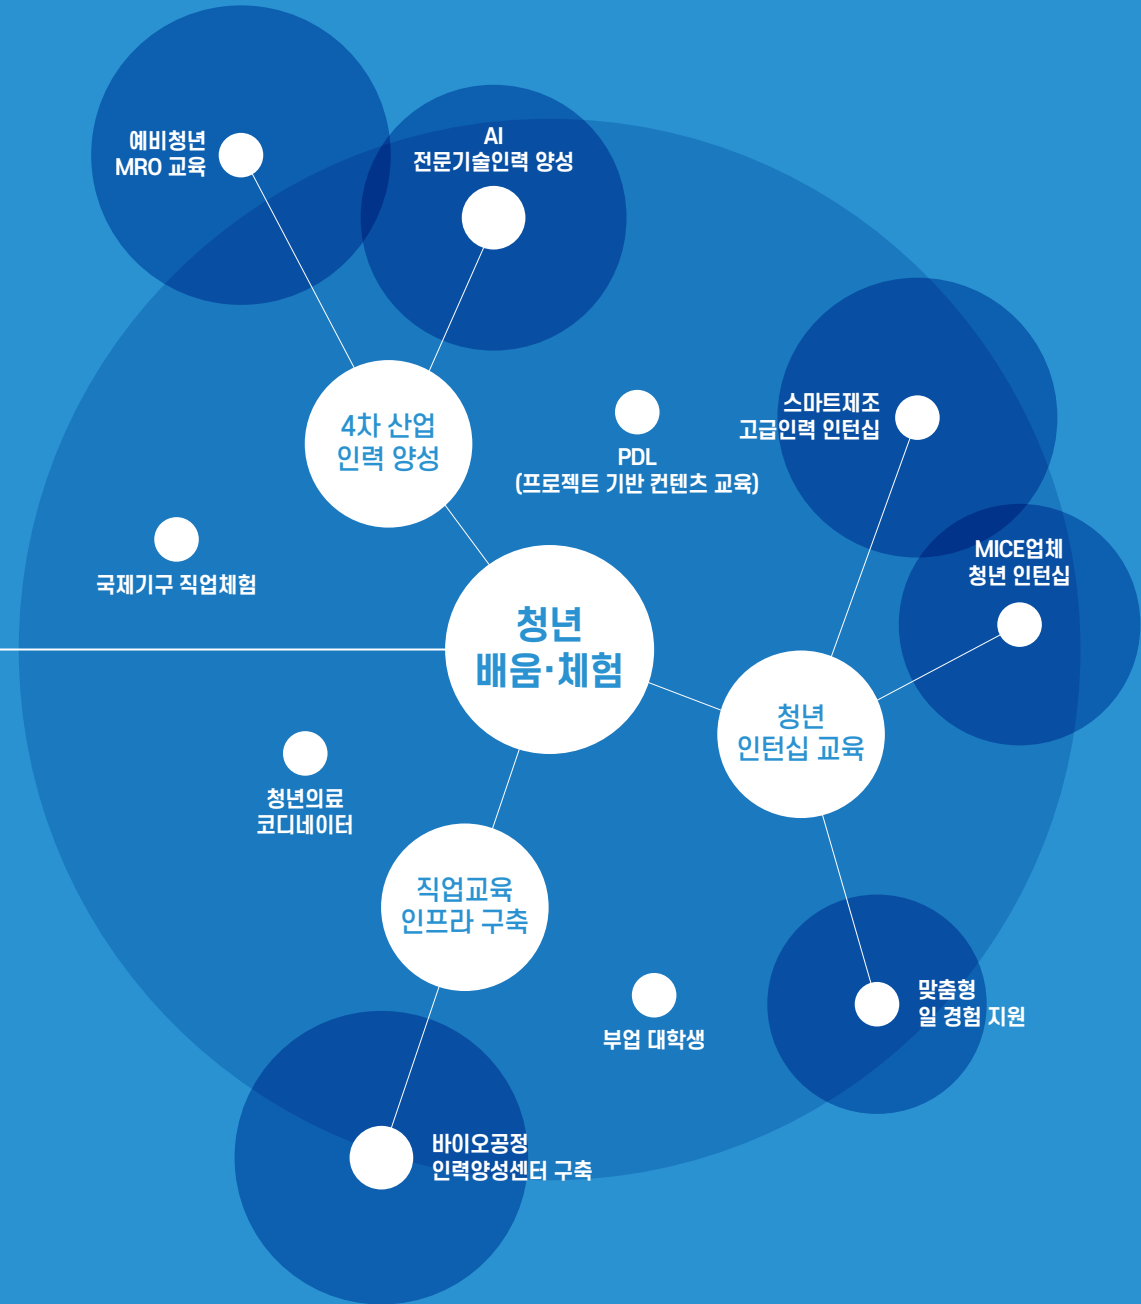 예비청년
MRO 교육
AI
전문기술인력 양성
4차 산업
인력 양성
PDL
(프로젝트 기반 컨텐츠 교육)
스마트제조
고급인력 인턴십
MICE업체
청년 인턴십
국제기구 직업체험
청년
배움·체험
청년
인턴십 교육
청년의료
코디네이터
직업교육
인프라 구축
부업 대학생
맞춤형
일 경험 지원
바이오공정
인력양성센터 구축